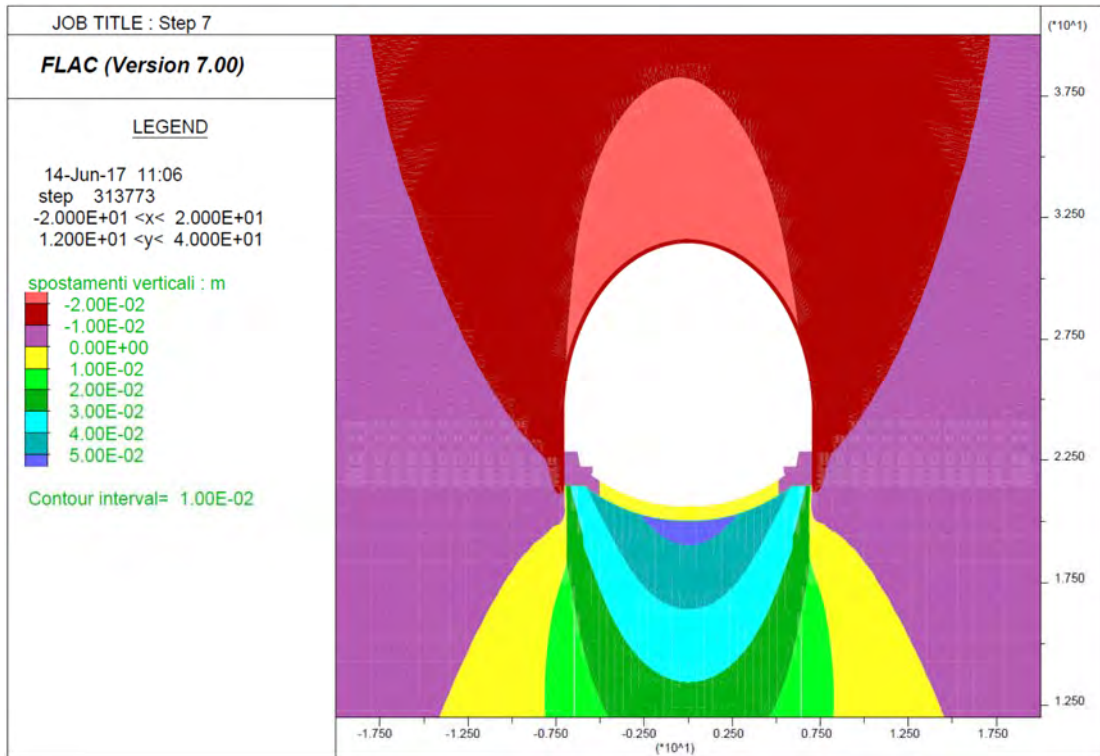 JOB TITLE : Step 7
FLAC (Version 7.00)
LEGEND
14-Jun-17 11:06
step 313773
-2.000E+01 <x< 2.000E+01
1.200E+01 <y< 4.000E+01
spostamenti verticali : m
-2.00E-02
-1.00E-02
0.00E+00
1.00E-02
2.00E-02
3.00E-02
4.00E-02
5.00E-02
Contour interval= 1.00E-02
(*10^1)
3.750
3.250
2.750
2.250
1.750
1.250
-1.750 -1.250 -0.750 -0.250 0.250 0.750 1.250 1.750
(*10^1)